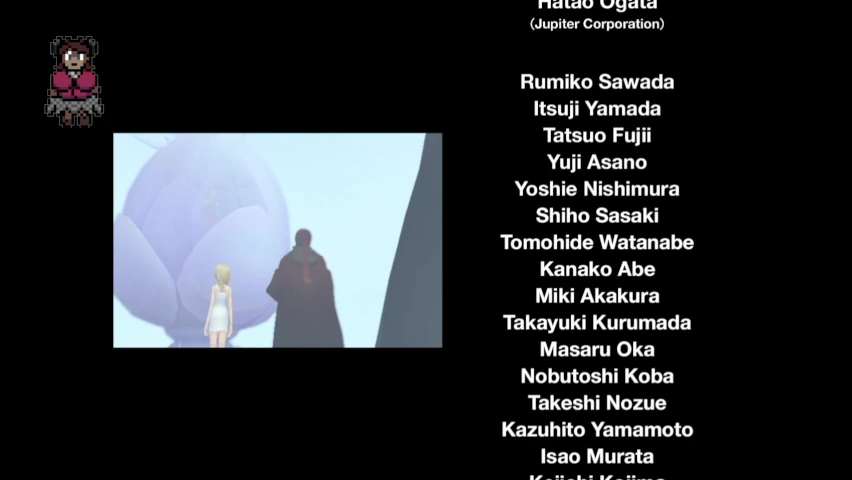 Hatao Ogata
(Jupiter Corporation)
Rumiko Sawada
Itsuji Yamada
Tatsuo Fujii
Yuji Asano
Yoshie Nishimura
Shiho Sasaki
Tomohide Watanabe
Kanako Abe
Miki Akakura
Takayuki Kurumada
Masaru Oka
Nobutoshi Koba
Takeshi Nozue
Kazuhito Yamamoto
Isao Murata